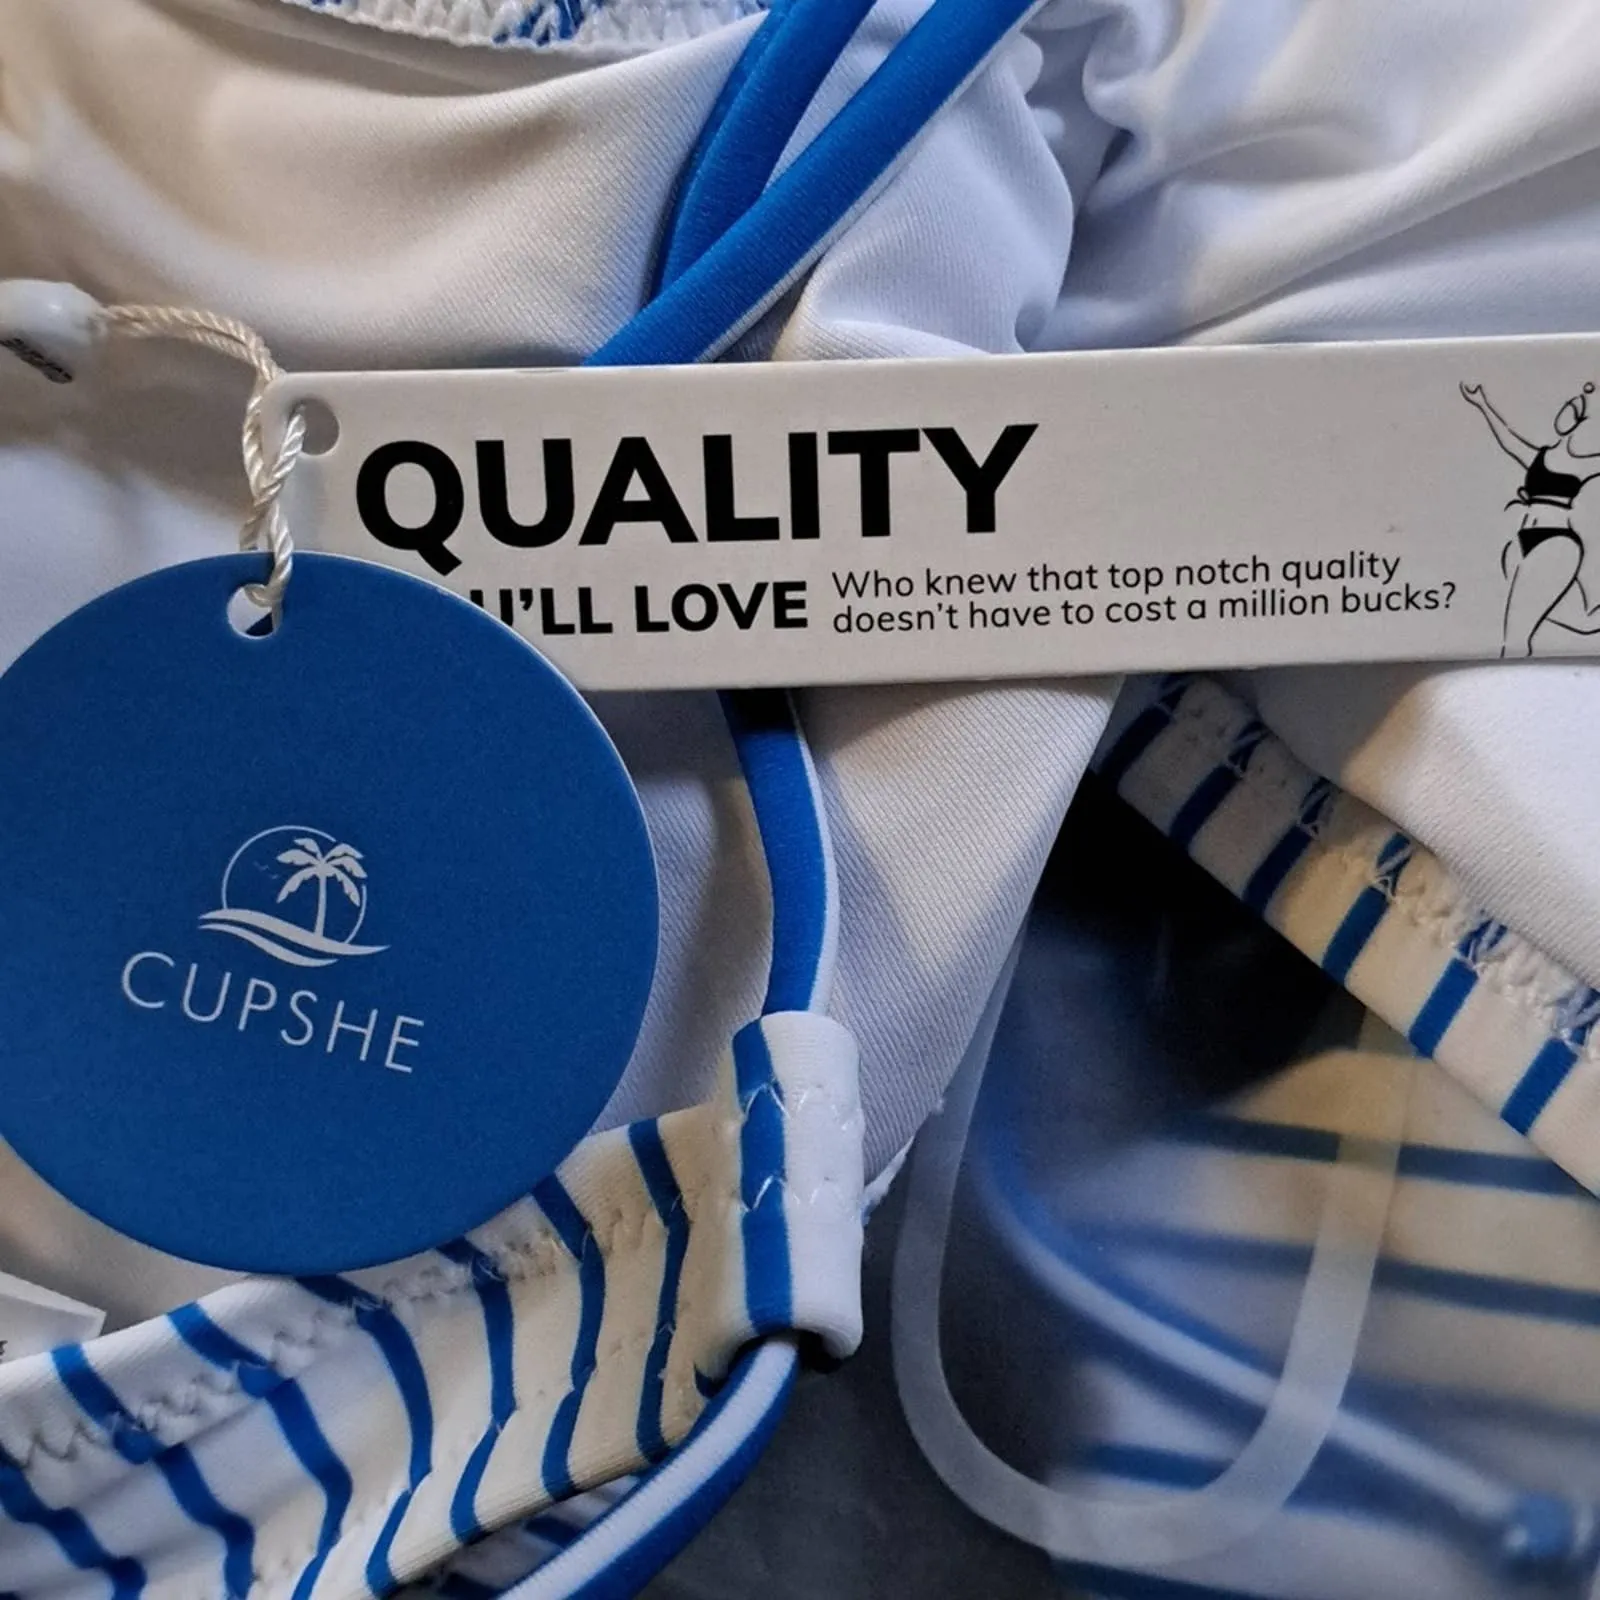 QUALITY
U'LL LOVE
Who knew that top notch quality
doesn't have to cost a million bucks?
CUPSHE